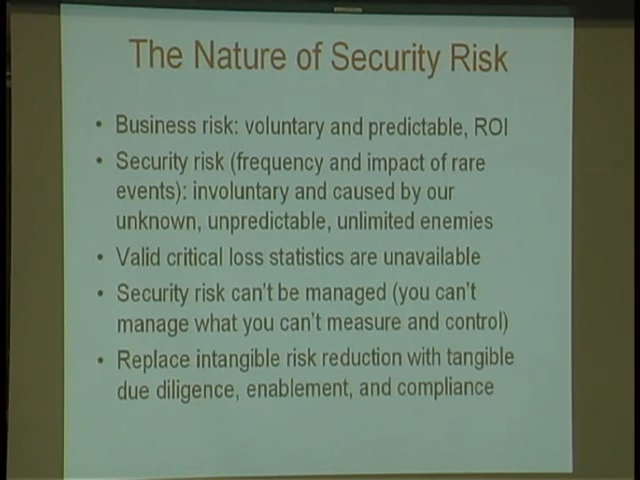 The Nature of Security Risk
• Business risk: voluntary and predictable, ROI
• Security risk (frequency and impact of rare
events): involuntary and caused by our
unknown, unpredictable, unlimited enemies
• Valid critical loss statistics are unavailable
• Security risk can't be managed (you can't
manage what you can't measure and control)
• Replace intangible risk reduction with tangible
due diligence, enablement, and compliance